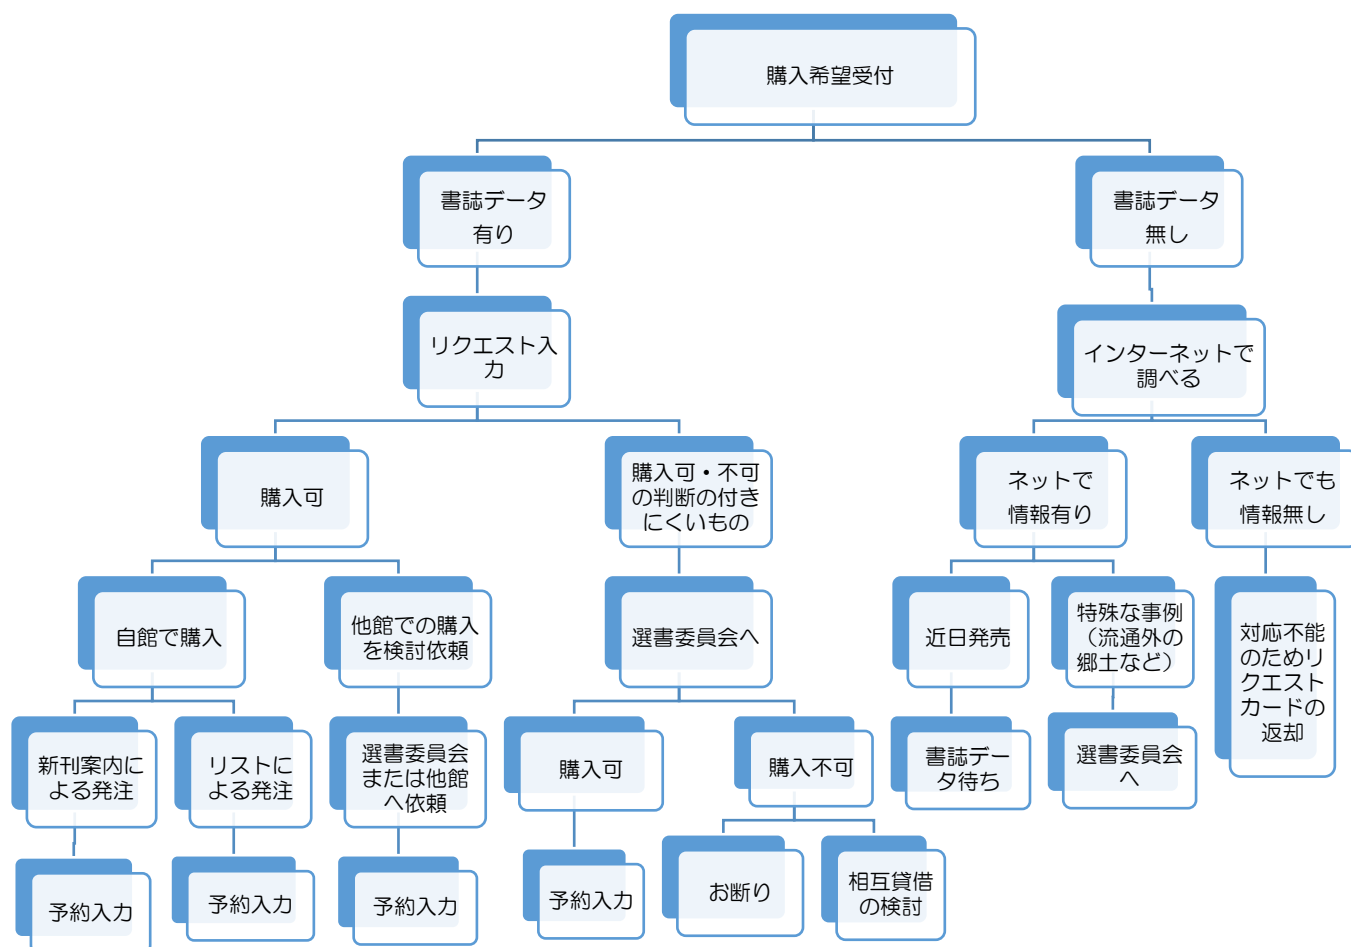 購入希望受付
書誌データ
有り
書誌データ
無し
リクエスト入
力
インターネットで
調べる
購入可
購入可・不可
の判断の付き
にくいもの
ネットで
情報有り
ネットでも
情報無し
自館で購入
他館での購入
を検討依頼
選書委員会へ
近日発売
特殊な事例
（流通外の
郷土など）
対応不能
のためリ
クエスト
カードの
返却
新刊案内に
よる発注
リストに
よる発注
選書委員会
または他館
へ依頼
購入可
購入不可
書誌デー
タ待ち
選書委員会
へ
予約入力
予約入力
予約入力
予約入力
お断り
相互貸借
の検討